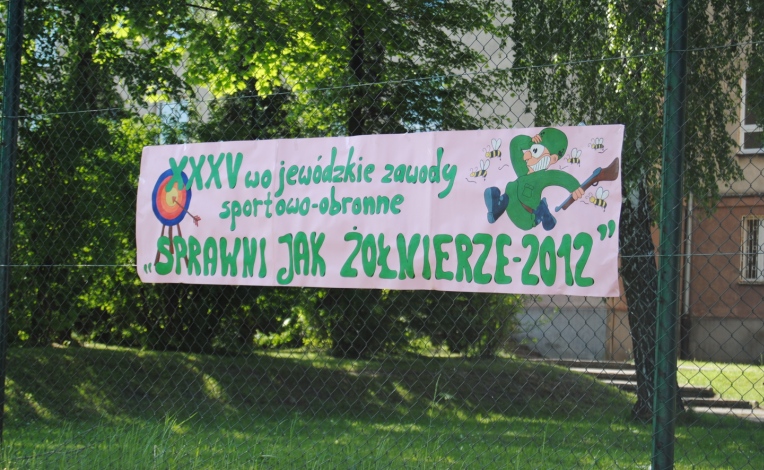 XXXV wojewódzkie zawody
sportowo-obronne
„SPRAWNI JAK ŻOŁNIERZE-2012”